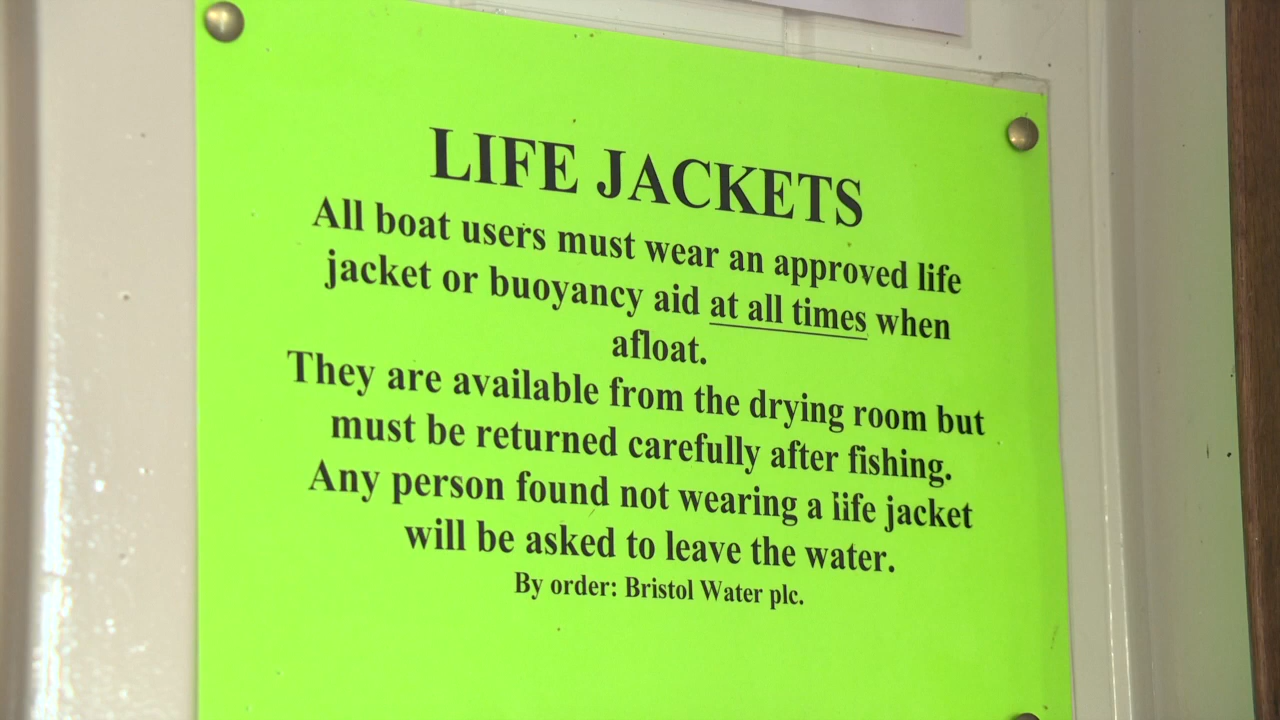 LIFE JACKETS
All boat users must wear an approved life
jacket or buoyancy aid at all times when
afloat.
They are available from the drying room but
must be returned carefully after fishing.
Any person found not wearing a life jacket
will be asked to leave the water.
By order: Bristol Water plc.